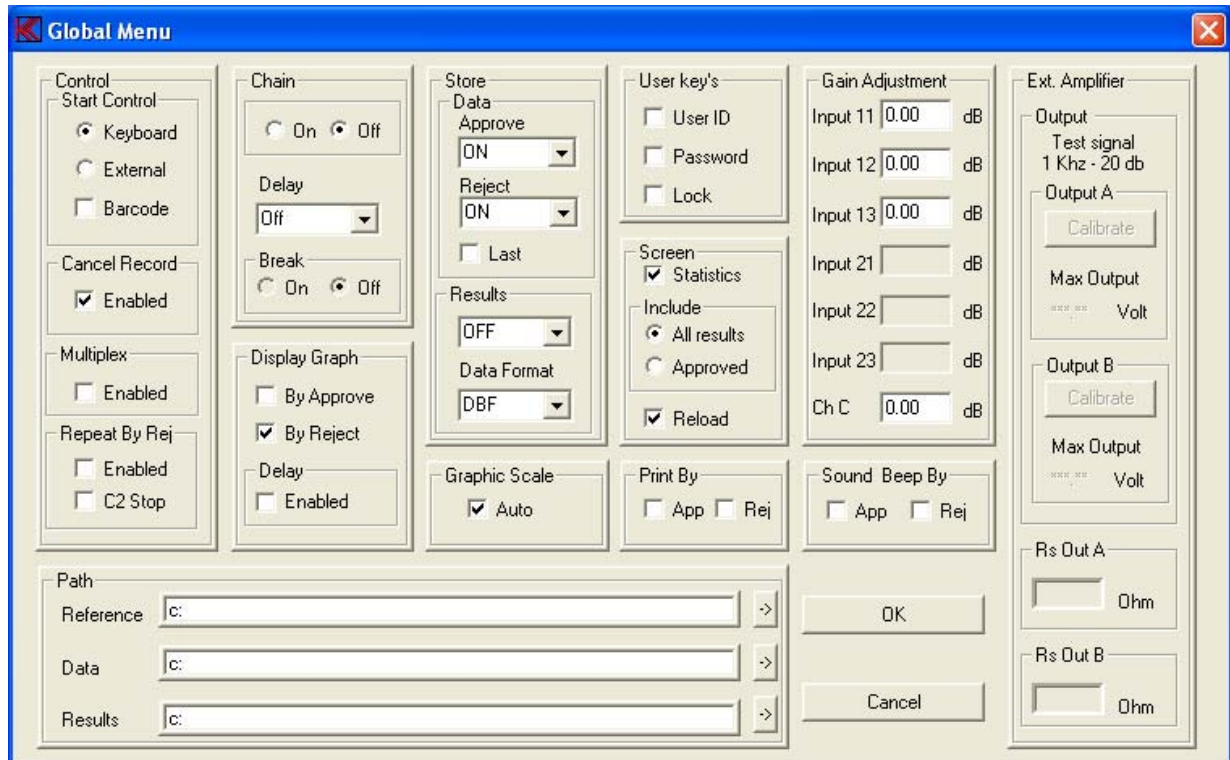 Global Menu
Control
Start Control
Keyboard
External
Barcode
Cancel Record
Enabled
Multiplex
Enabled
Repeat By Rej
Enabled
C2 Stop
Chain
On Off
Delay
Off
Break
On Off
Display Graph
By Approve
By Reject
Delay
Enabled
Store
Data
Approve
ON
Reject
ON
Last
Results
OFF
Data Format
DBF
Graphic Scale
Auto
User key's
User ID
Password
Lock
Screen
Statistics
Include
All results
Approved
Reload
Print By
App Rej
Gain Adjustment
Input 11 0.00 dB
Input 12 0.00 dB
Input 13 0.00 dB
Input 21 dB
Input 22 dB
Input 23 dB
Ch C 0.00 dB
Sound Beep By
App Rej
Ext. Amplifier
Output
Test signal
1 Khz - 20 db
Output A
Calibrate
Max Output
***.** Volt
Output B
Calibrate
Max Output
***.** Volt
Rs Out A
Ohm
Rs Out B
Ohm
Path
Reference c: ->
Data c: ->
Results c: ->
OK
Cancel